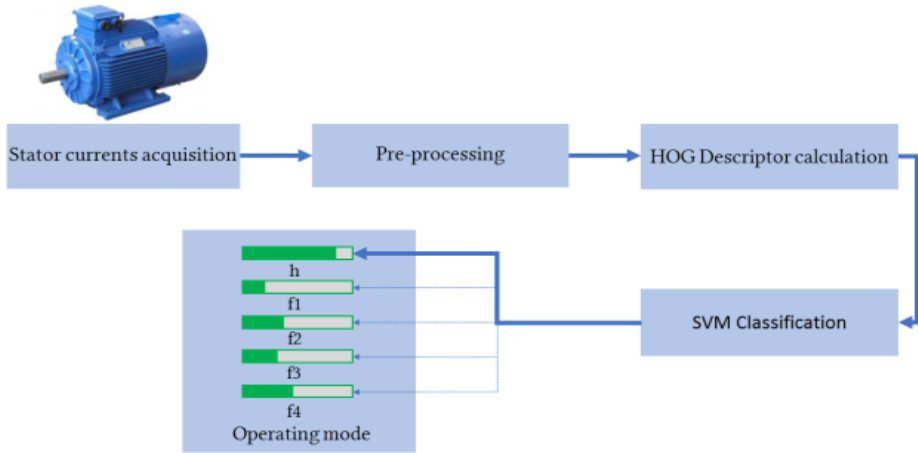 Stator currents acquisition
Pre-processing
HOG Descriptor calculation
h
f1
f2
f3
f4
Operating mode
SVM Classification